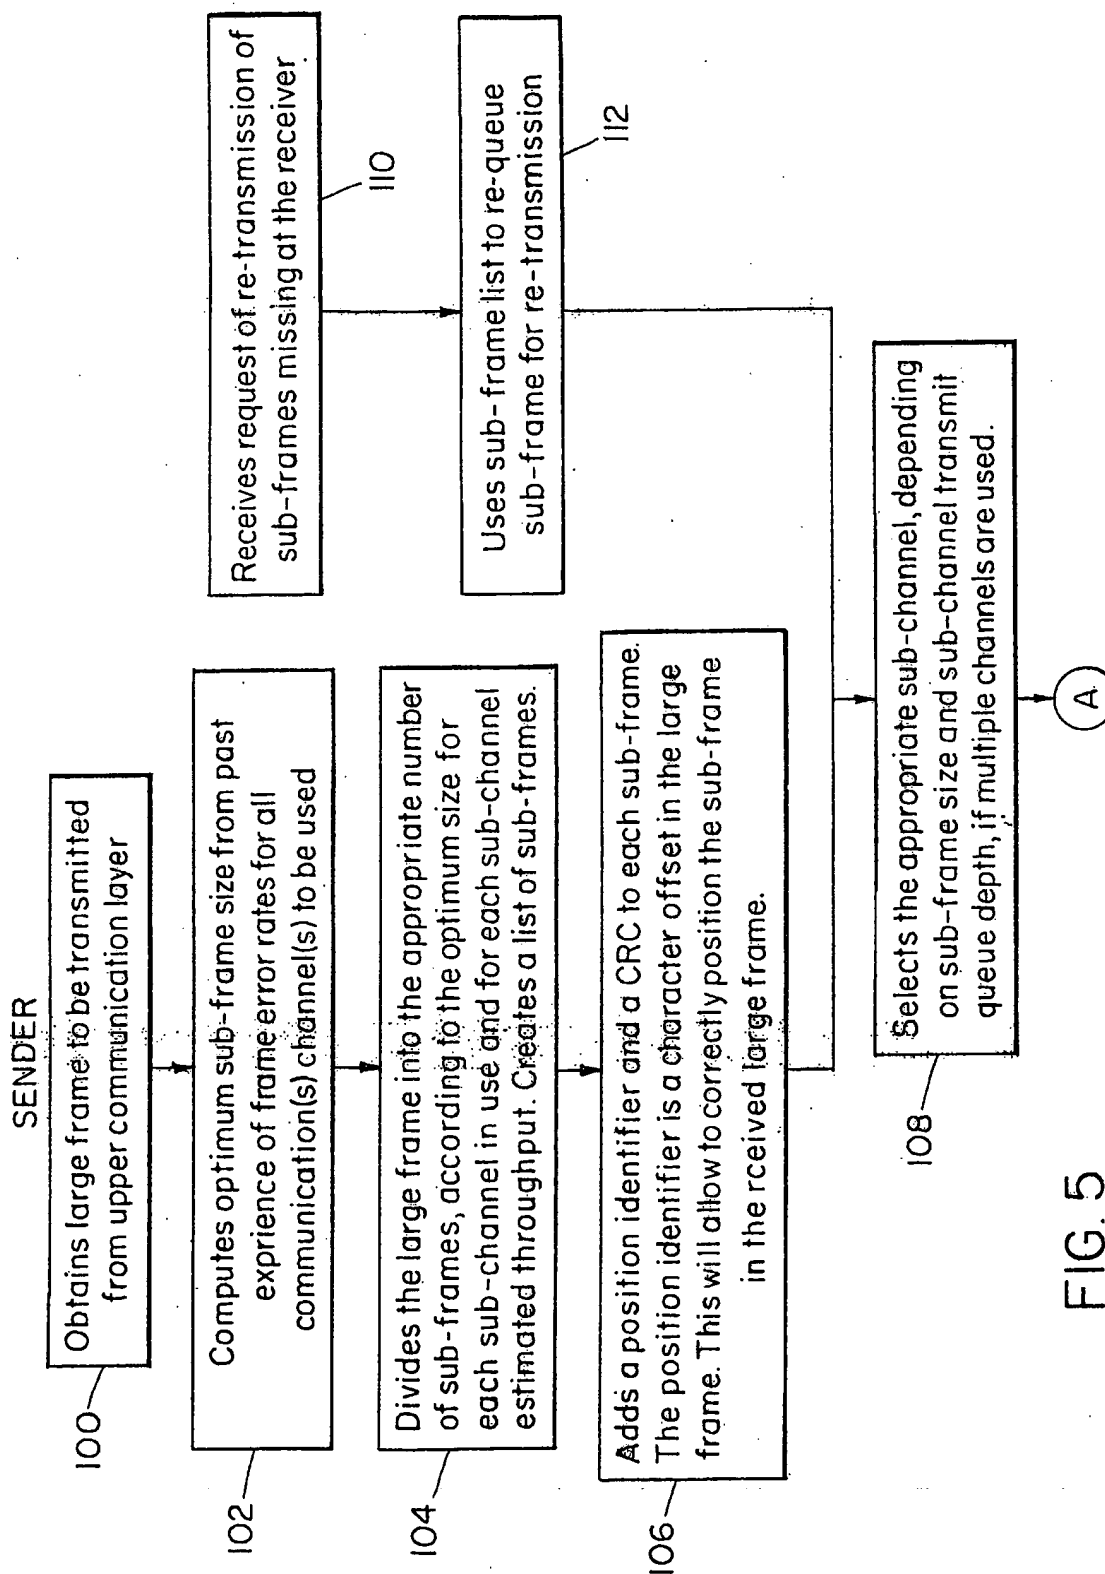 SENDER
Obtains large frame to be transmitted
from upper communication layer
100
Computes optimum sub-frame size from past
exprience of frame error rates for all
communication(s) channel(s) to be used
102
Divides the large frame into the appropriate number
of sub-frames, according to the optimum size for
each sub-channel in use and for each sub-channel
estimated throughput. Creates a list of sub-frames.
104
Adds a position identifier and a CRC to each sub-frame.
The position identifier is a character offset in the large
frame. This will allow to correctly position the sub-frame
in the rceived large frame.
106
Receives request of re-transmission of
sub-frames missing at the receiver
110
Uses sub-frame list to re-queue
sub-frame for re-transmission
112
Selects the appropriate sub-channel, depending
on sub-frame size and sub-channel transmit
queue depth, if multiple channels are used.
108
A
FIG. 5